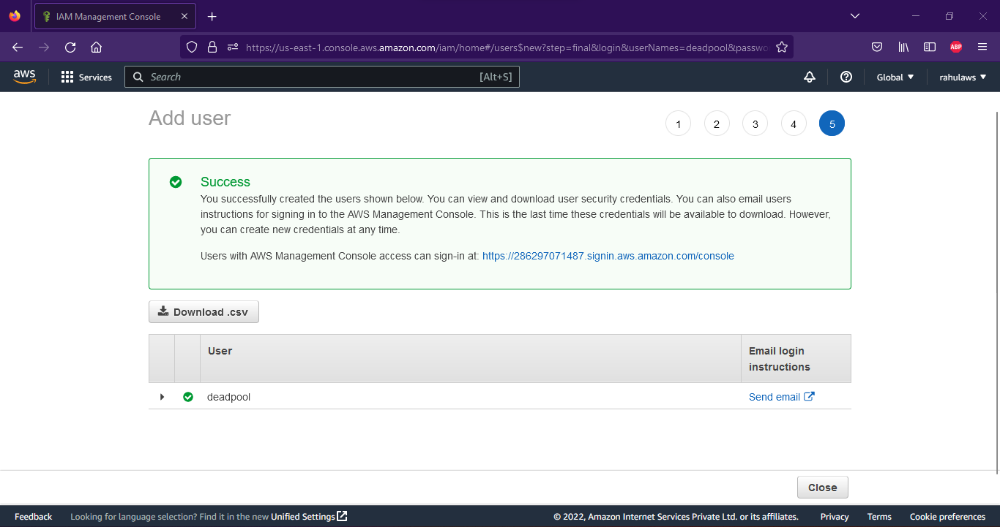 IAM Management Console
https://us-east-1.console.aws.amazon.com/iam/home#/users$new?step=final&login&userNames=deadpool&passwo
ABP
aws
Services
Search [Alt+S]
Global
rahulaws
Add user
1 2 3 4 5
Success
You successfully created the users shown below. You can view and download user security credentials. You can also email users
instructions for signing in to the AWS Management Console. This is the last time these credentials will be available to download. However,
you can create new credentials at any time.
Users with AWS Management Console access can sign-in at: https://286297071487.signin.aws.amazon.com/console
Download .csv
User
Email login
instructions
deadpool
Send email
Close
Feedback
Looking for language selection? Find it in the new Unified Settings
© 2022, Amazon Internet Services Private Ltd. or its affiliates.
Privacy
Terms
Cookie preferences